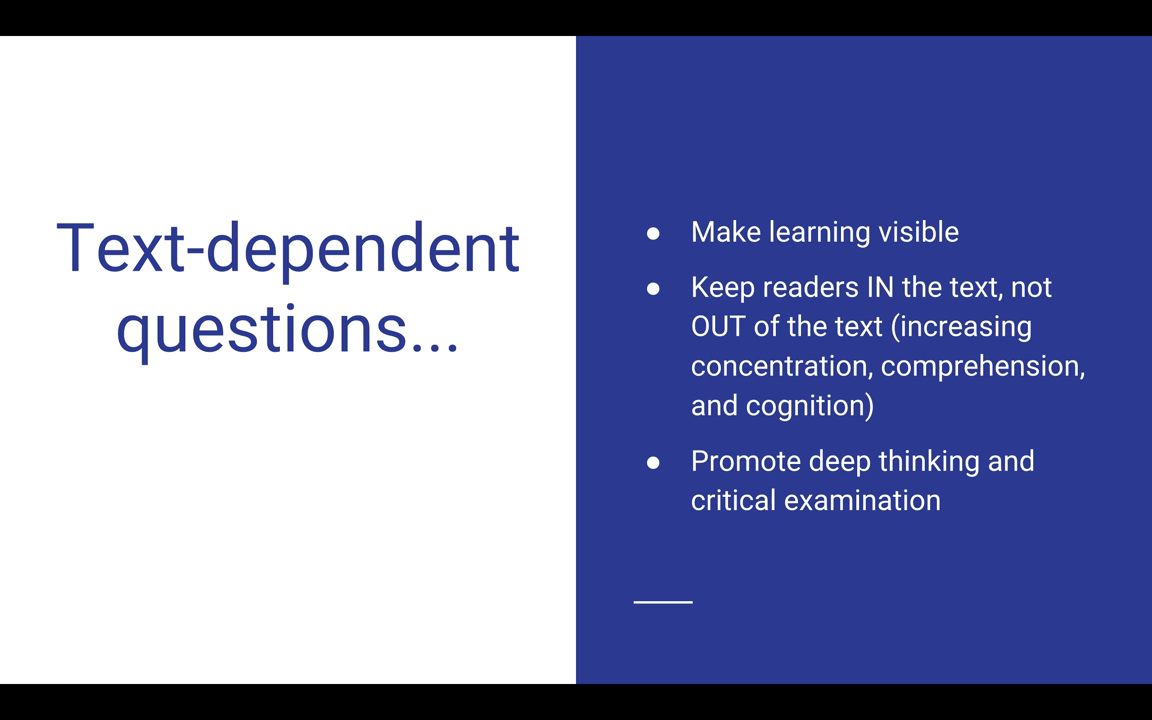 Text-dependent
questions...
● Make learning visible
● Keep readers IN the text, not
OUT of the text (increasing
concentration, comprehension,
and cognition)
● Promote deep thinking and
critical examination